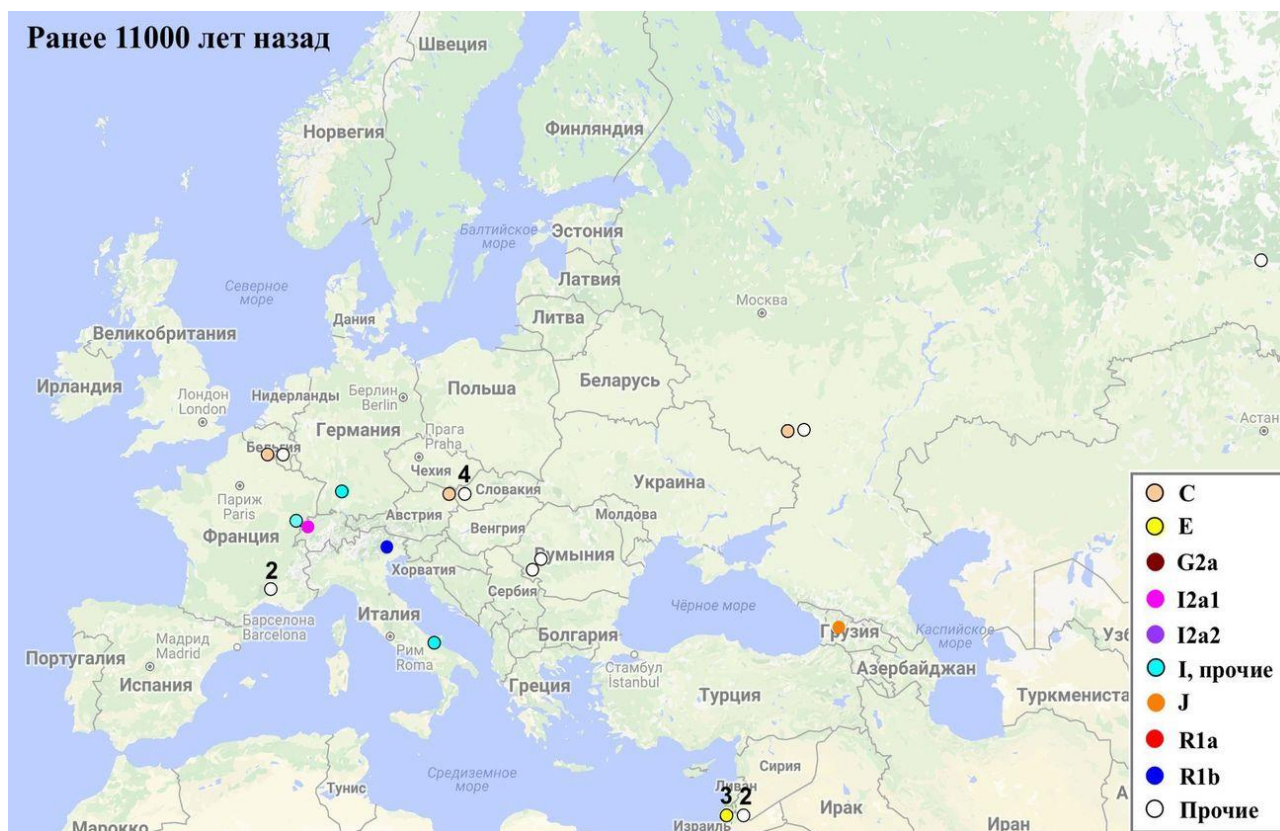 Ранее 11000 лет назад
Швеция
Норвегия
Финляндия
Эстония
Балтийское
море
Латвия
Северное
море
Москва
Дания
Литва
Великобритания
Ирландия
Беларусь
Польша
Лондон
London
Нидерланды
Берлин
Berlin
Астан
Германия
Прага
Praha
Бельгия
Чехия
4
Словакия
Украина
Париж
Paris
Австрия
Молдова
Венгрия
Франция
Румыния
Хорватия
2
Сербия
Италия
Чёрное море
Барселона
Barcelona
Грузия
Каспийское
море
Узб
Мадрид
Madrid
Рим
Roma
Болгария
Португалия
Стамбул
İstanbul
Азербайджан
Испания
Греция
Турция
Туркмениста
Средиземное
море
Сирия
Тунис
Ливан
3 2
Ирак
Израиль
Иран
Марокко
А
C
E
G2a
I2a1
I2a2
I, прочие
J
R1a
R1b
Прочие